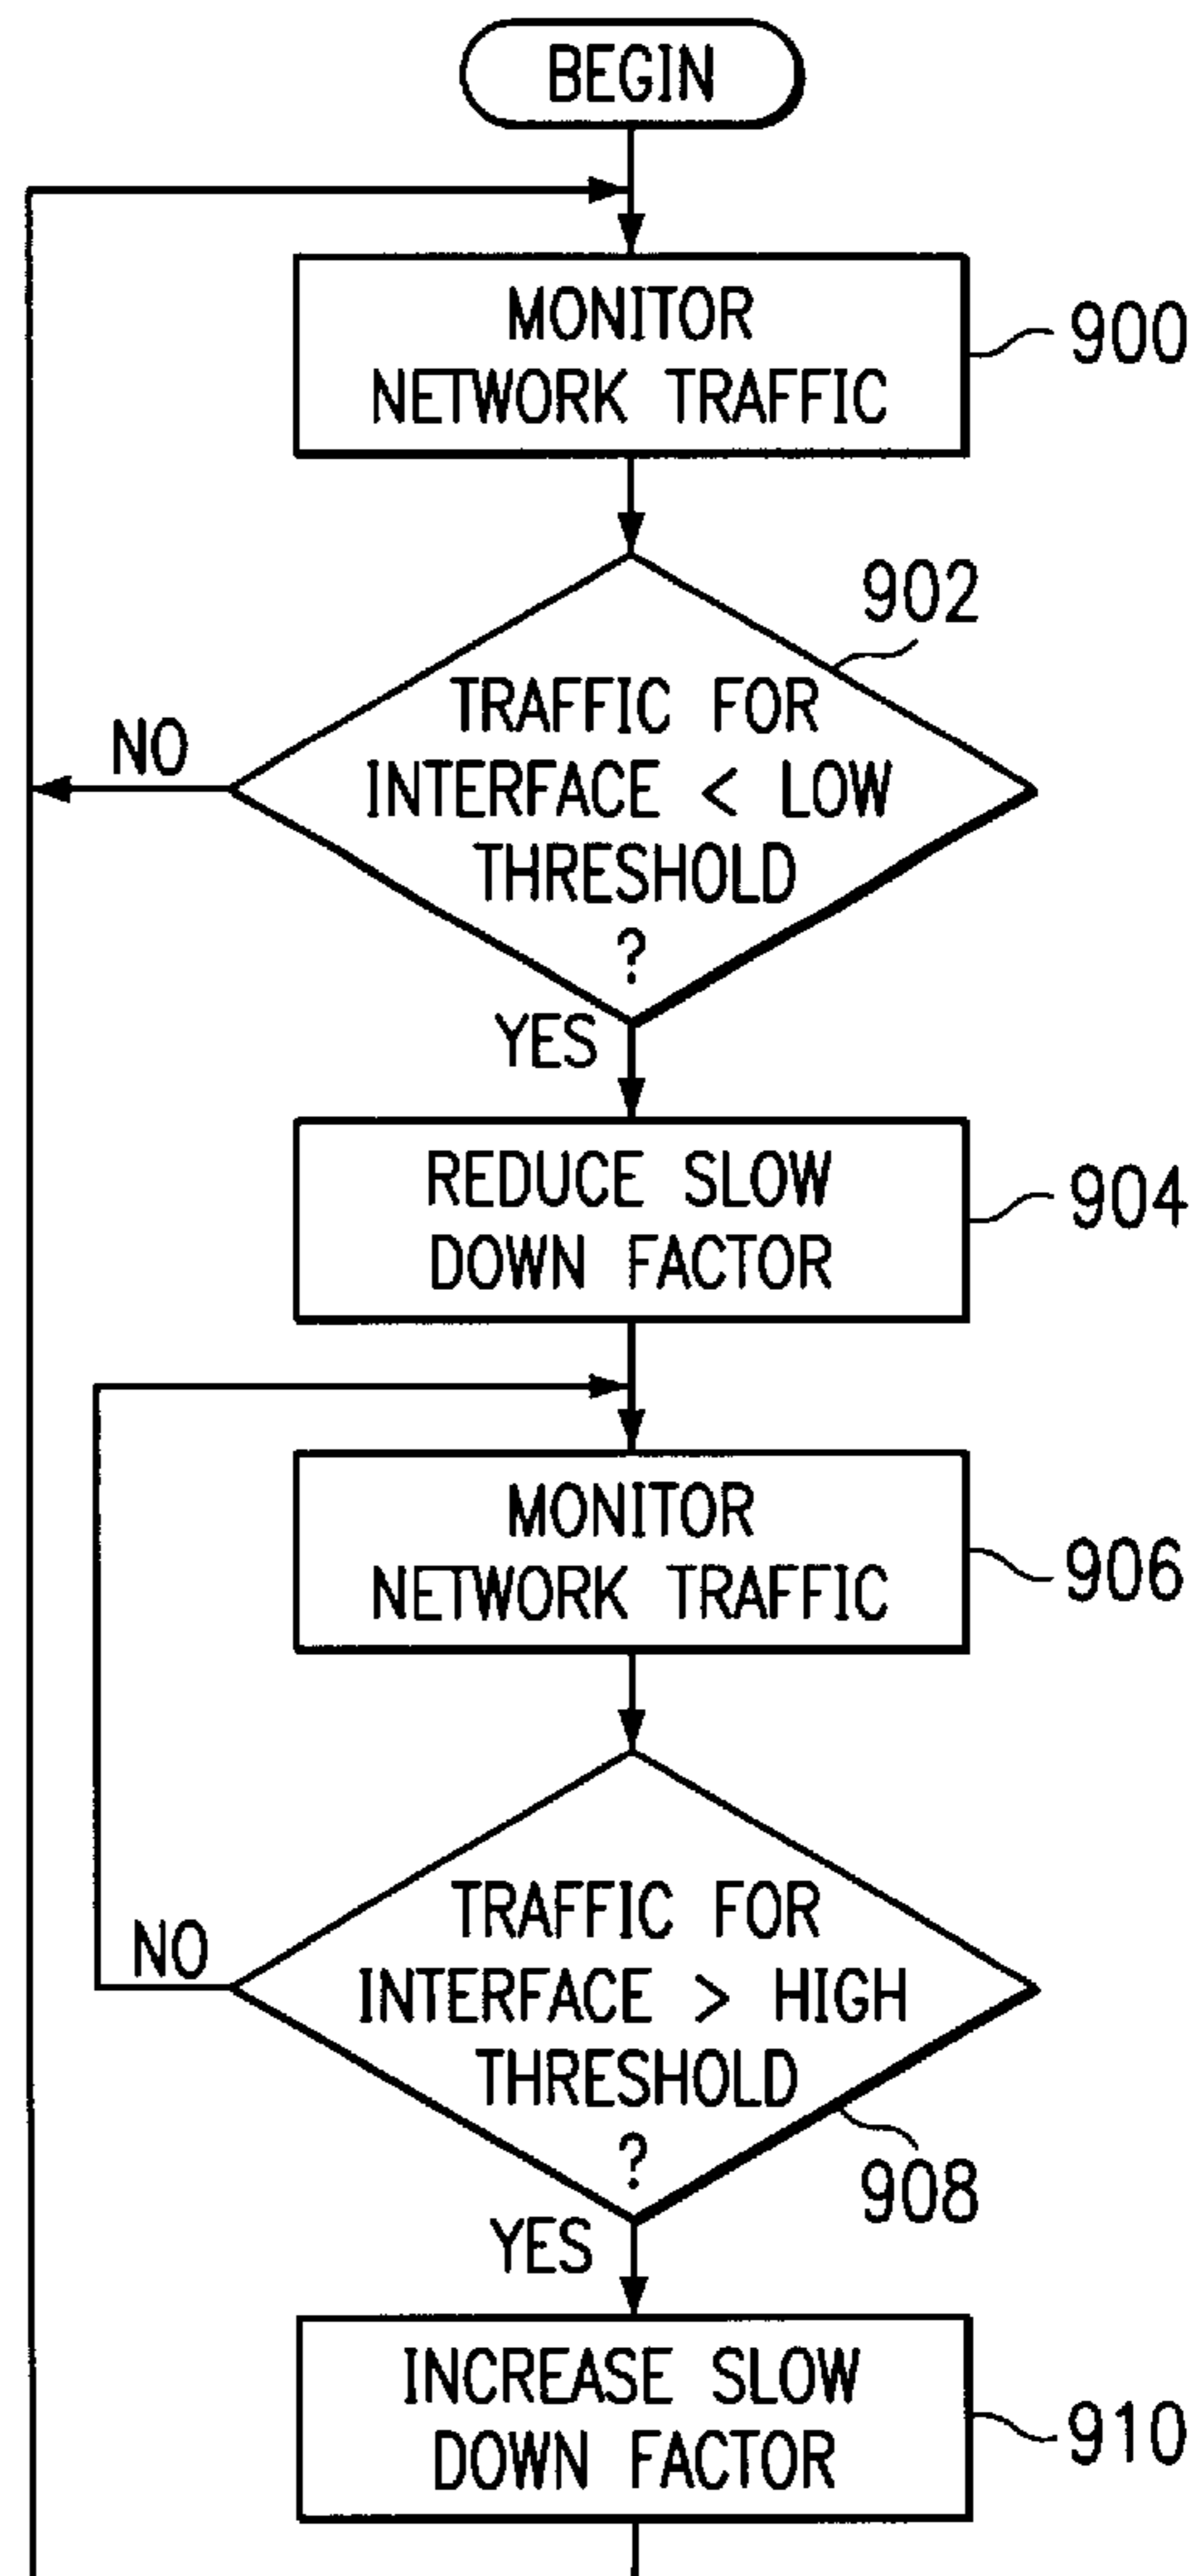 BEGIN
MONITOR
NETWORK TRAFFIC
900
902
TRAFFIC FOR
INTERFACE < LOW
THRESHOLD
?
NO
YES
REDUCE SLOW
DOWN FACTOR
904
MONITOR
NETWORK TRAFFIC
906
TRAFFIC FOR
INTERFACE > HIGH
THRESHOLD
?
NO
908
YES
INCREASE SLOW
DOWN FACTOR
910